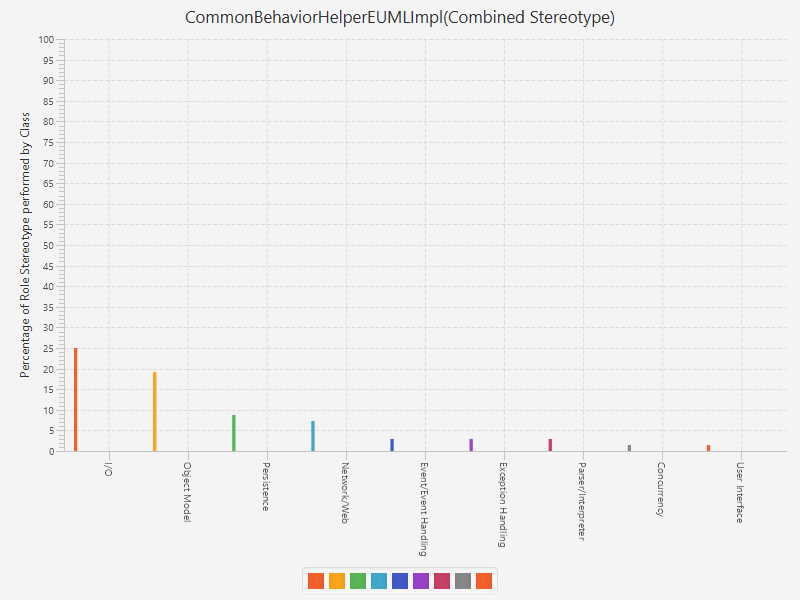 CommonBehaviorHelperEUMLImpl(Combined Stereotype)
Percentage of Role Stereotype performed by Class
100
95
90
85
80
75
70
65
60
55
50
45
40
35
30
25
20
15
10
5
0
I/O
Object Model
Persistence
Network/Web
Event/Event Handling
Exception Handling
Parser/Interpreter
Concurrency
User Interface